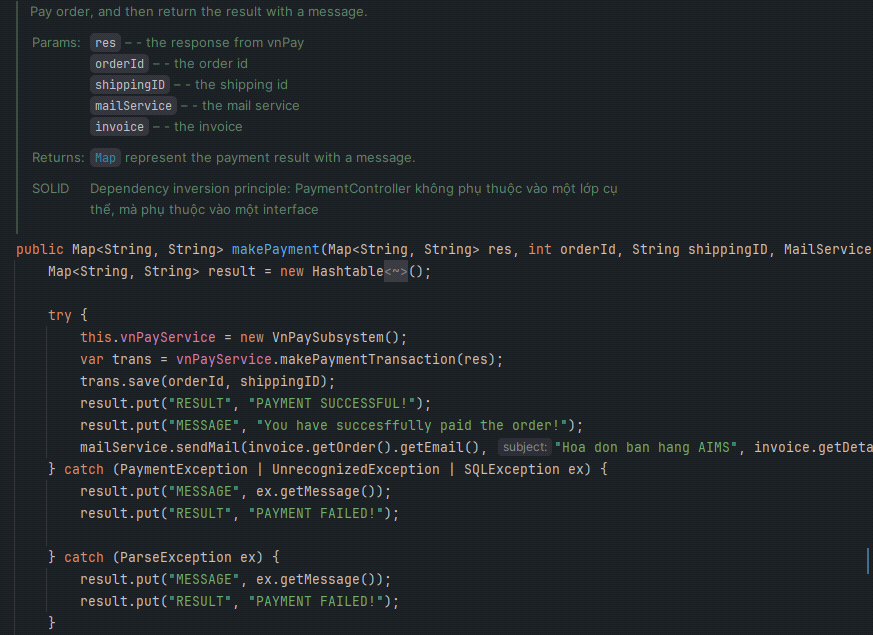 Pay order, and then return the result with a message.
Params: res – - the response from vnPay
orderId – - the order id
shippingID – - the shipping id
mailService – - the mail service
invoice – - the invoice
Returns: Map represent the payment result with a message.
SOLID Dependency inversion principle: PaymentController không phụ thuộc vào một lớp cụ
thể, mà phụ thuộc vào một interface
public Map<String, String> makePayment(Map<String, String> res, int orderId, String shippingID, MailService
Map<String, String> result = new Hashtable<~>();
try {
this.vnPayService = new VnPaySubsystem();
var trans = vnPayService.makePaymentTransaction(res);
trans.save(orderId, shippingID);
result.put("RESULT", "PAYMENT SUCCESSFUL!");
result.put("MESSAGE", "You have succesffully paid the order!");
mailService.sendMail(invoice.getOrder().getEmail(), subject: "Hoa don ban hang AIMS", invoice.getDeta
} catch (PaymentException | UnrecognizedException | SQLException ex) {
result.put("MESSAGE", ex.getMessage());
result.put("RESULT", "PAYMENT FAILED!");
} catch (ParseException ex) {
result.put("MESSAGE", ex.getMessage());
result.put("RESULT", "PAYMENT FAILED!");
}